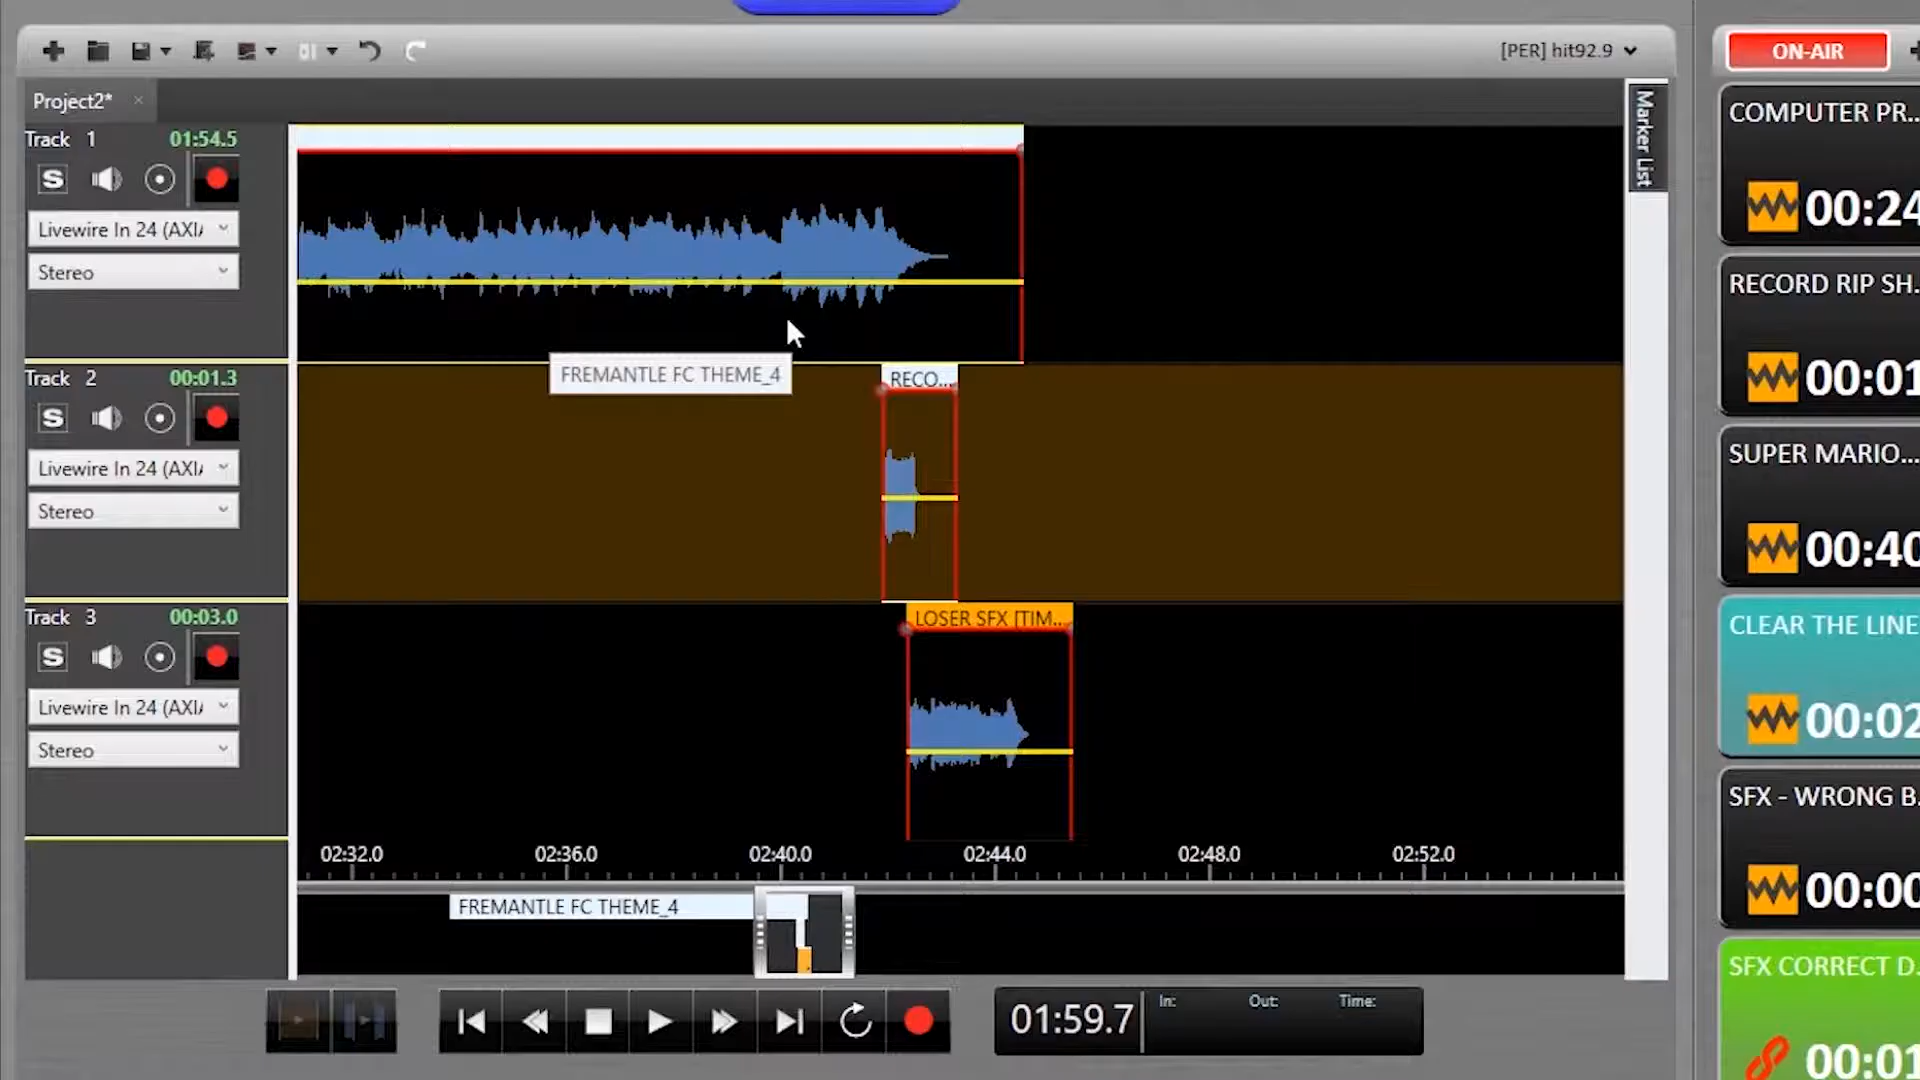 [PER] hit92.9
ON-AIR
Project2*
Marker List
Track 1 01:54.5
S
Livewire In 24 (AXI
Stereo
FREMANTLE FC THEME_4
Track 2 00:01.3
S
Livewire In 24 (AXI
Stereo
RECO...
Track 3 00:03.0
S
Livewire In 24 (AXI
Stereo
LOSER SFX [TIM...
02:32.0 02:36.0 02:40.0 02:44.0 02:48.0 02:52.0
FREMANTLE FC THEME_4
01:59.7
In: Out: Time:
COMPUTER PR...
00:24
RECORD RIP SH.
00:01
SUPER MARIO...
00:40
CLEAR THE LINE
00:02
SFX - WRONG B.
00:00
SFX CORRECT D.
00:01